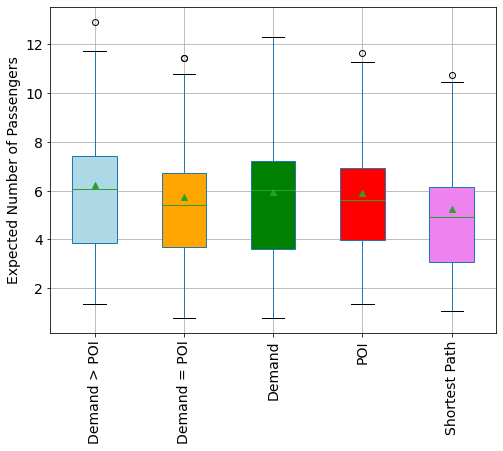 Expected Number of Passengers
12
10
8
6
4
2
Demand > POI
Demand = POI
Demand
POI
Shortest Path